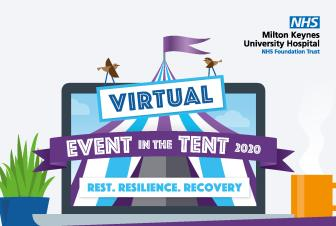 NHS
Milton Keynes
University Hospital
NHS Foundation Trust
VIRTUAL
EVENT IN THE TENT 2020
REST. RESILIENCE. RECOVERY